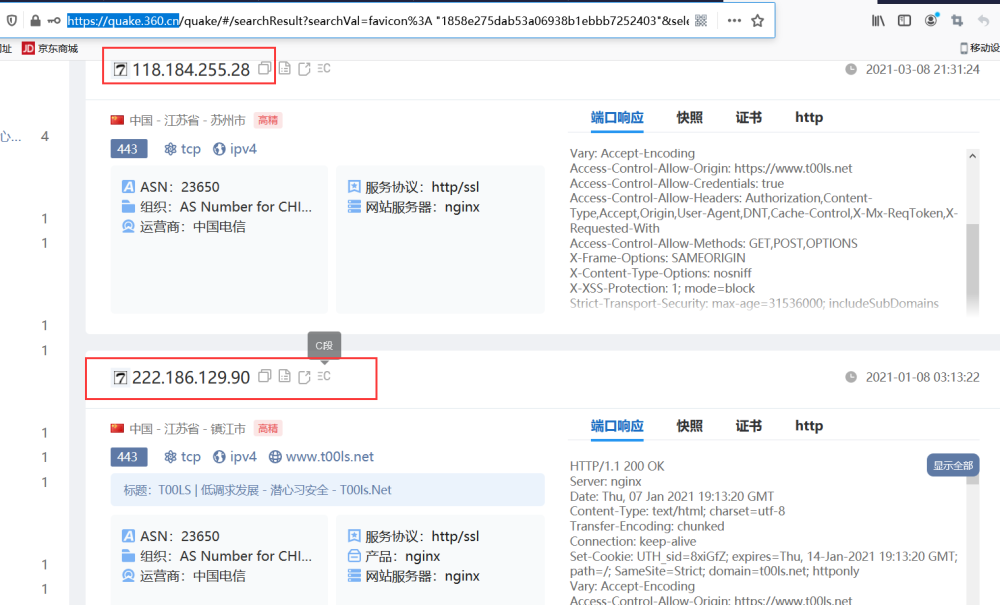 https://quake.360.cn/quake/#/searchResult?searchVal=favicon%3A "1858e275dab53a06938b1ebbb7252403"&sele
址 JD 京东商城 移动设
118.184.255.28 C 2021-03-08 21:31:24
中国 - 江苏省 - 苏州市 高精
443 tcp ipv4
ASN：23650
组织：AS Number for CHI...
运营商：中国电信
服务协议：http/ssl
网站服务器：nginx
端口响应 快照 证书 http
Vary: Accept-Encoding
Access-Control-Allow-Origin: https://www.t00ls.net
Access-Control-Allow-Credentials: true
Access-Control-Allow-Headers: Authorization,Content-
Type,Accept,Origin,User-Agent,DNT,Cache-Control,X-Mx-ReqToken,X-
Requested-With
Access-Control-Allow-Methods: GET,POST,OPTIONS
X-Frame-Options: SAMEORIGIN
X-Content-Type-Options: nosniff
X-XSS-Protection: 1; mode=block
Strict-Transport-Security: max-age=31536000; includeSubDomains
心... 4
1
1
1
1
1
1
1
1
1
C段
222.186.129.90 C 2021-01-08 03:13:22
中国 - 江苏省 - 镇江市 高精
443 tcp ipv4 www.t00ls.net
标题：T00LS | 低调求发展 - 潜心习安全 - T00ls.Net
ASN：23650
组织：AS Number for CHI...
运营商：中国电信
服务协议：http/ssl
产品：nginx
网站服务器：nginx
端口响应 快照 证书 http
显示全部
HTTP/1.1 200 OK
Server: nginx
Date: Thu, 07 Jan 2021 19:13:20 GMT
Content-Type: text/html; charset=utf-8
Transfer-Encoding: chunked
Connection: keep-alive
Set-Cookie: UTH_sid=8xiGfZ; expires=Thu, 14-Jan-2021 19:13:20 GMT;
path=/; SameSite=Strict; domain=t00ls.net; httponly
Vary: Accept-Encoding
Access-Control-Allow-Origin: https://www.t00ls.net